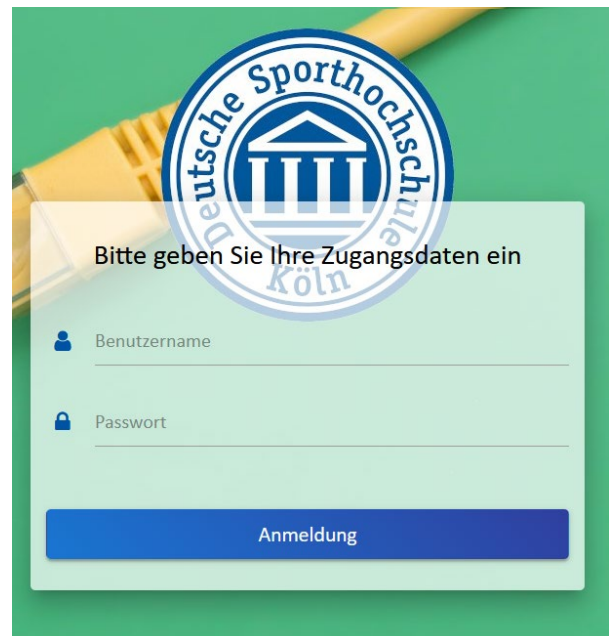 Deutsche Sporthochschule
Köln
Bitte geben Sie Ihre Zugangsdaten ein
Benutzername
Passwort
Anmeldung